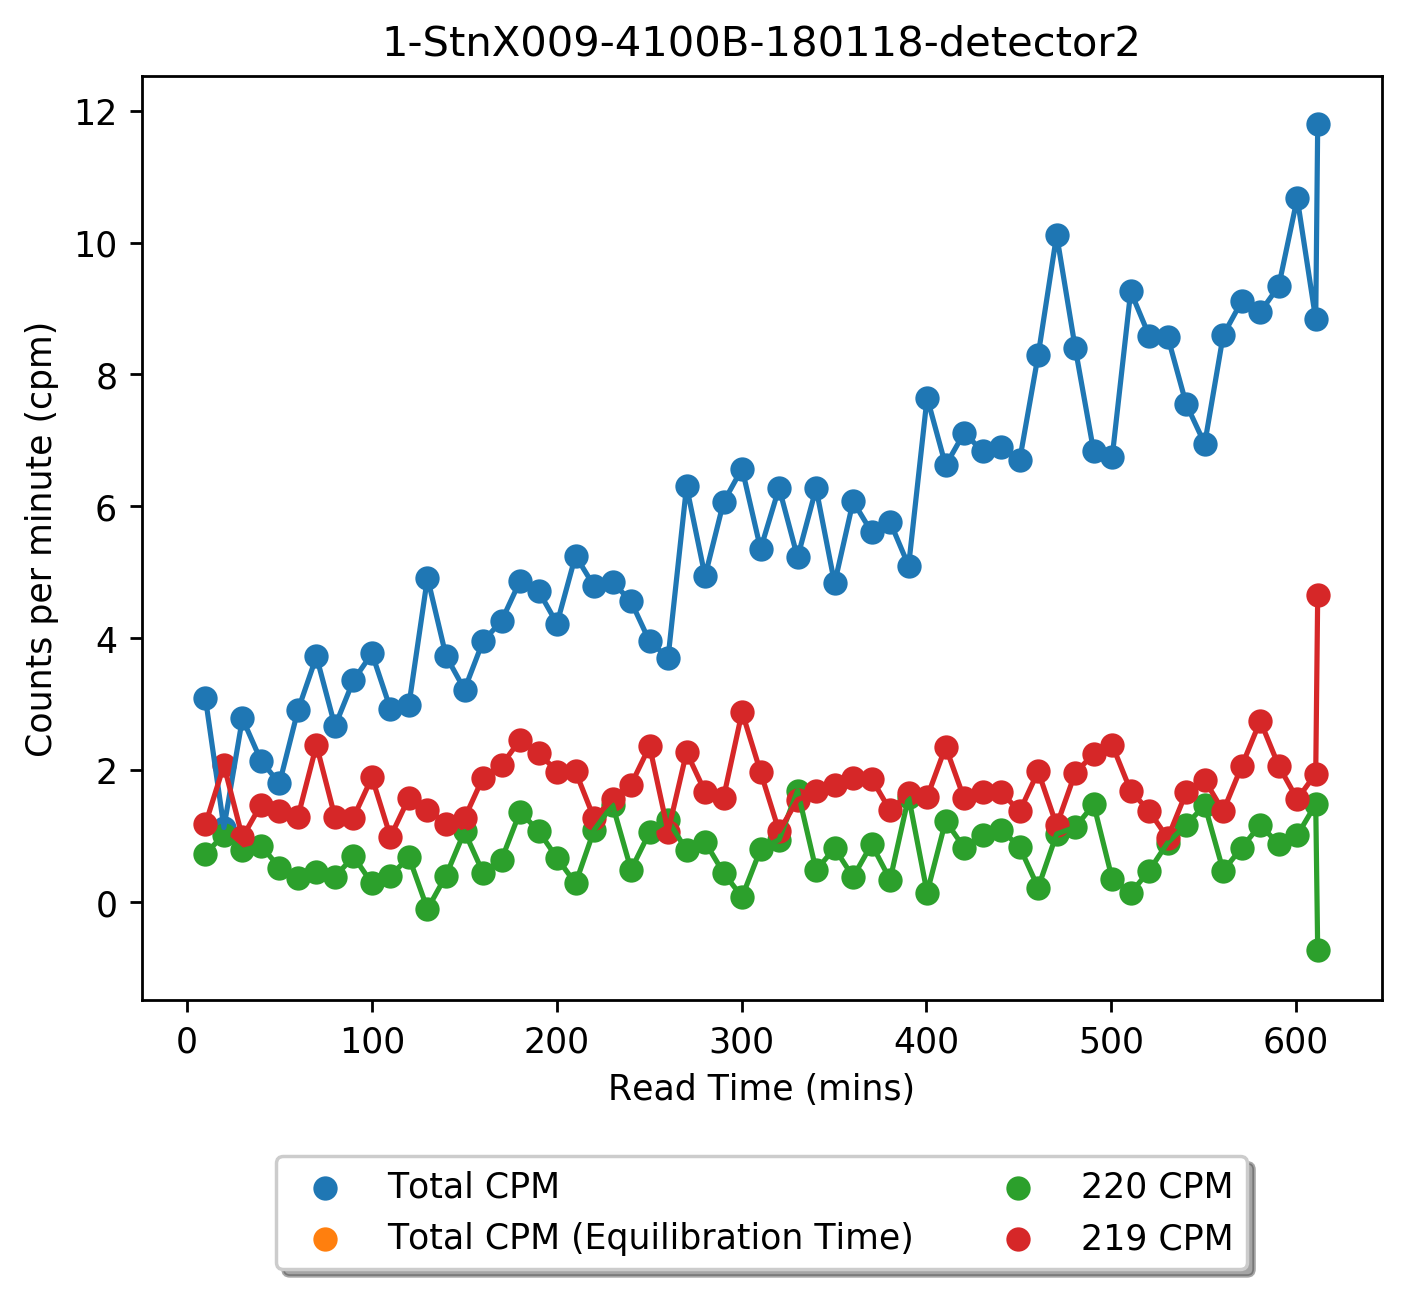 1-StnX009-4100B-180118-detector2
Counts per minute (cpm)
12
10
8
6
4
2
0
0 100 200 300 400 500 600
Read Time (mins)
Total CPM 220 CPM
Total CPM (Equilibration Time) 219 CPM